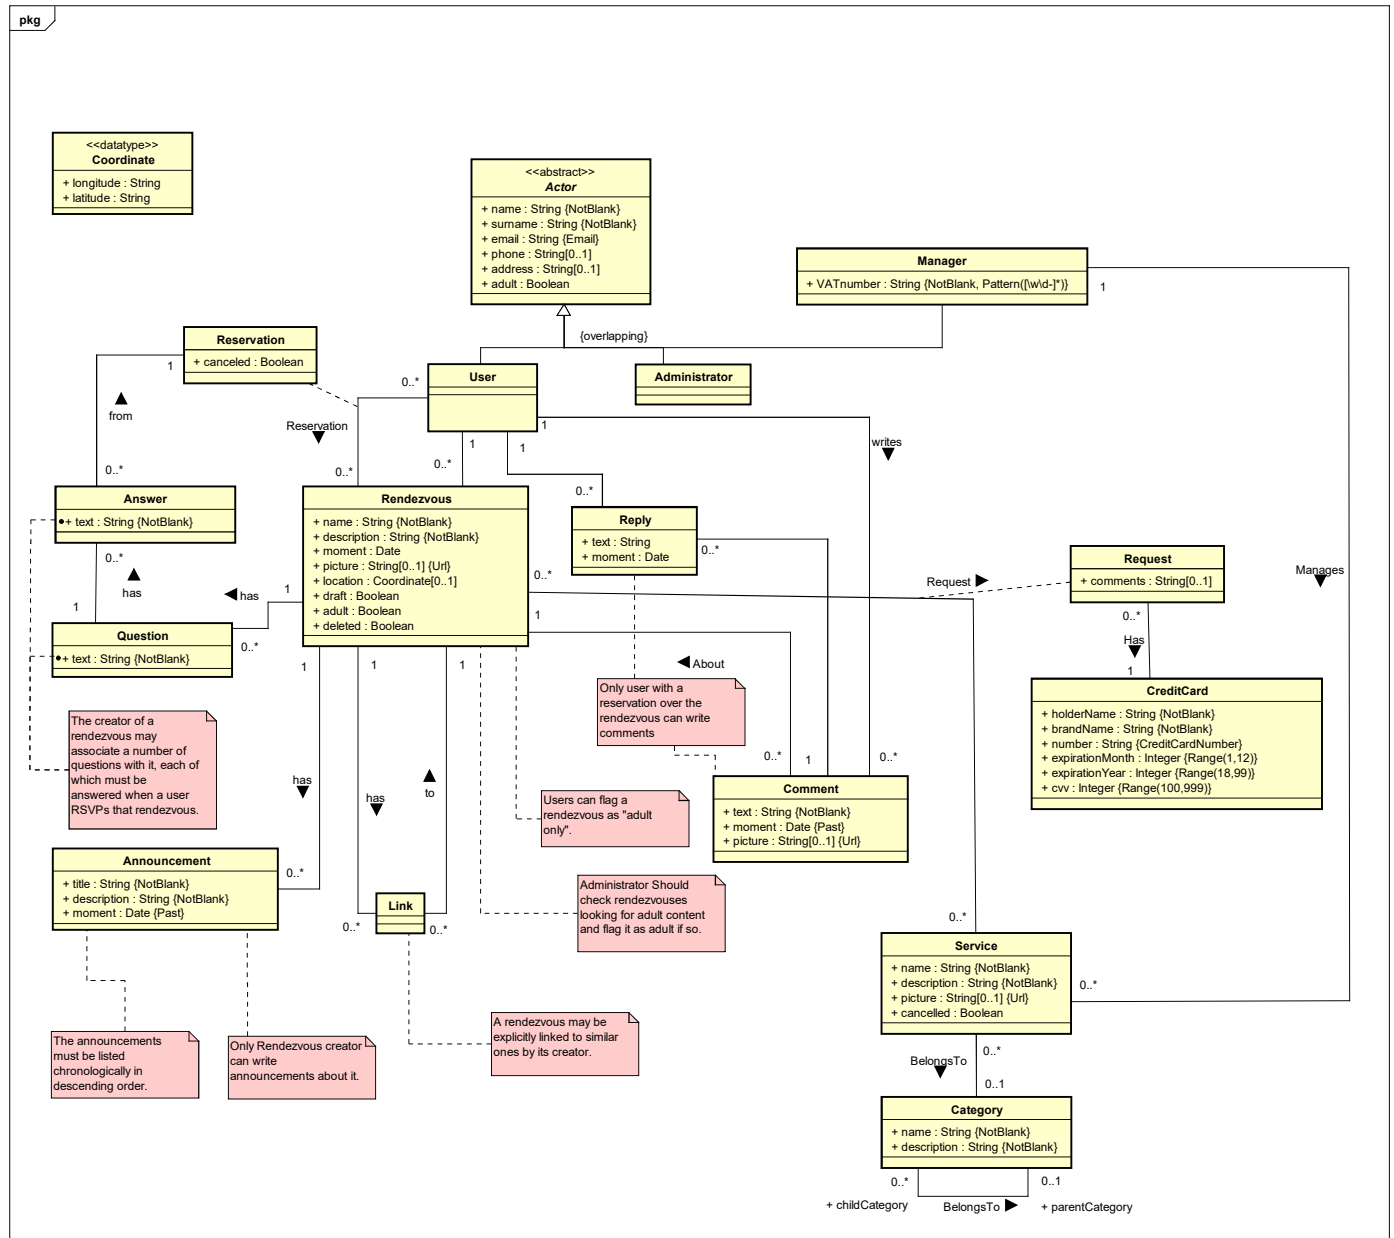 pkg
<<datatype>>
Coordinate
+ longitude : String
+ latitude : String
<<abstract>>
Actor
+ name : String {NotBlank}
+ surname : String {NotBlank}
+ email : String {Email}
+ phone : String[0..1]
+ address : String[0..1]
+ adult : Boolean
Manager
+ VATnumber : String {NotBlank, Pattern([\w\d-]*)}
1
{overlapping}
Reservation
+ canceled : Boolean
1
from
0..*
User
Administrator
0..*
Reservation
0..*
1
0..*
1
0..*
1
writes
Answer
+ text : String {NotBlank}
0..*
has
1
has
1
0..*
Question
+ text : String {NotBlank}
Rendezvous
+ name : String {NotBlank}
+ description : String {NotBlank}
+ moment : Date
+ picture : String[0..1] {Url}
+ location : Coordinate[0..1]
+ draft : Boolean
+ adult : Boolean
+ deleted : Boolean
Reply
+ text : String
+ moment : Date
0..*
0..*
1
Request
Request
+ comments : String[0..1]
Manages
0..*
Has
1
CreditCard
+ holderName : String {NotBlank}
+ brandName : String {NotBlank}
+ number : String {CreditCardNumber}
+ expirationMonth : Integer {Range(1,12)}
+ expirationYear : Integer {Range(18,99)}
+ cvv : Integer {Range(100,999)}
1
1
1
About
Only user with a
reservation over the
rendezvous can write
comments
The creator of a
rendezvous may
associate a number of
questions with it, each of
which must be
answered when a user
RSVPs that rendezvous.
has
has
to
0..*
1
0..*
Users can flag a
rendezvous as "adult
only".
Comment
+ text : String {NotBlank}
+ moment : Date {Past}
+ picture : String[0..1] {Url}
Announcement
+ title : String {NotBlank}
+ description : String {NotBlank}
+ moment : Date {Past}
0..*
Link
0..*
0..*
Administrator Should
check rendezvouses
looking for adult content
and flag it as adult if so.
0..*
Service
+ name : String {NotBlank}
+ description : String {NotBlank}
+ picture : String[0..1] {Url}
+ cancelled : Boolean
0..*
The announcements
must be listed
chronologically in
descending order.
Only Rendezvous creator
can write
announcements about it.
A rendezvous may be
explicitly linked to similar
ones by its creator.
0..*
BelongsTo
0..1
Category
+ name : String {NotBlank}
+ description : String {NotBlank}
0..*
0..1
+ childCategory
BelongsTo
+ parentCategory